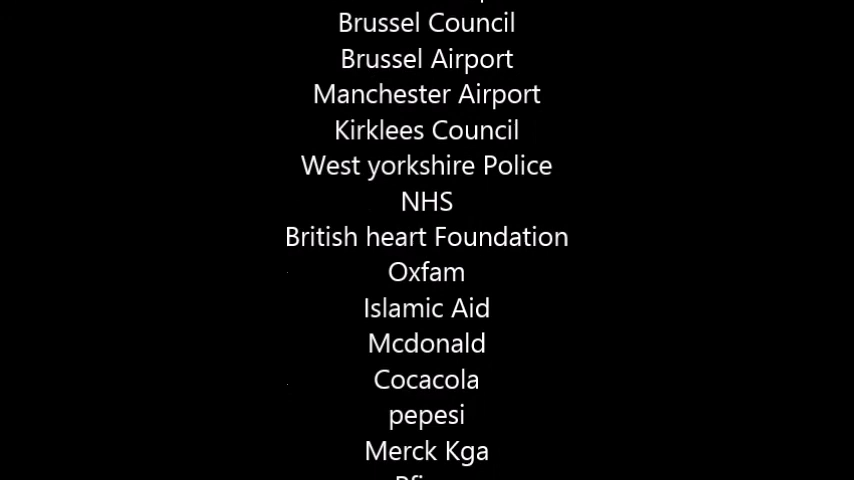 Brussel Council
Brussel Airport
Manchester Airport
Kirklees Council
West yorkshire Police
NHS
British heart Foundation
Oxfam
Islamic Aid
Mcdonald
Cocacola
pepesi
Merck Kga